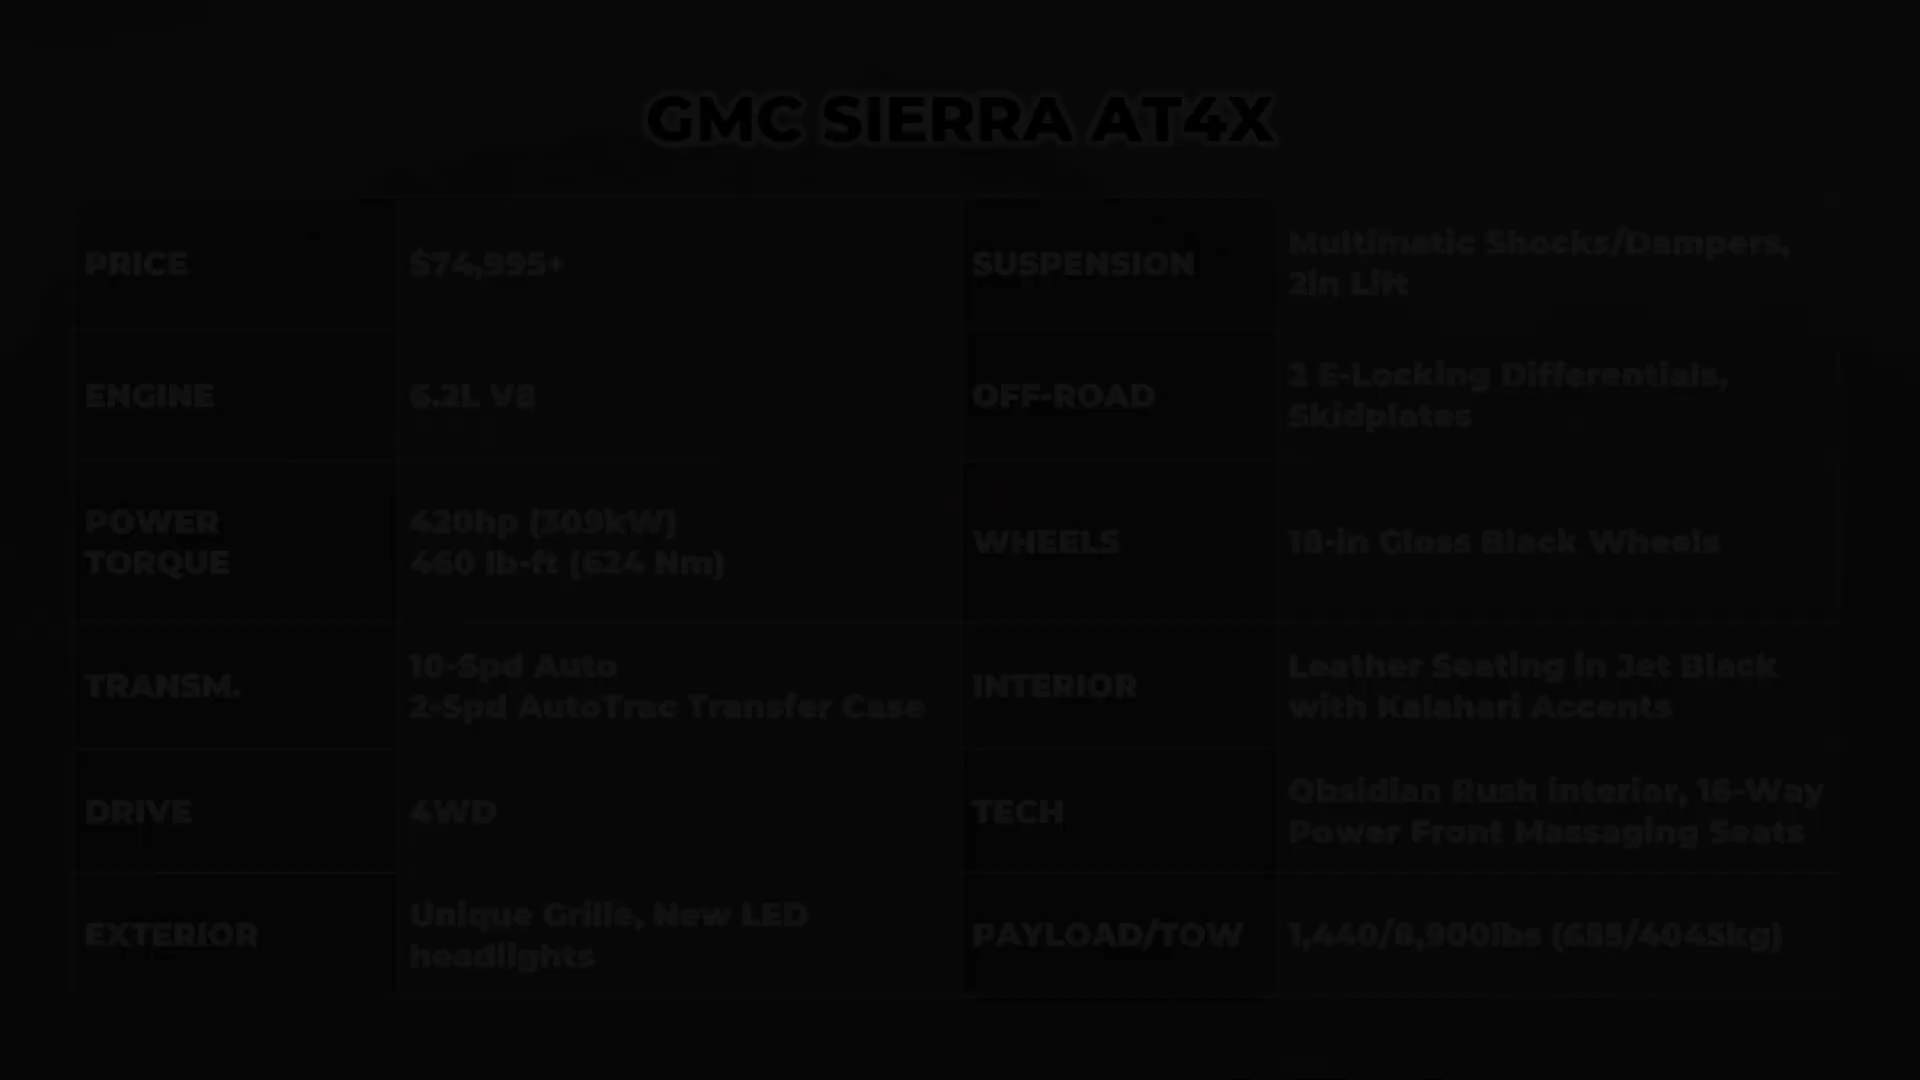 GMC SIERRA AT4X
PRICE
$74,995+
SUSPENSION
Multimatic Shocks/Dampers,
2in Lift
ENGINE
6.2L V8
OFF-ROAD
2 E-Locking Differentials,
Skidplates
POWER
TORQUE
420hp (309kW)
460 lb-ft (624 Nm)
WHEELS
18-in Gloss Black Wheels
TRANSM.
10-Spd Auto
2-Spd AutoTrac Transfer Case
INTERIOR
Leather Seating in Jet Black
with Kalahari Accents
DRIVE
4WD
TECH
Obsidian Rush interior, 16-Way
Power Front Massaging Seats
EXTERIOR
Unique Grille, New LED
headlights
PAYLOAD/TOW
1,440/8,900lbs (655/4045kg)